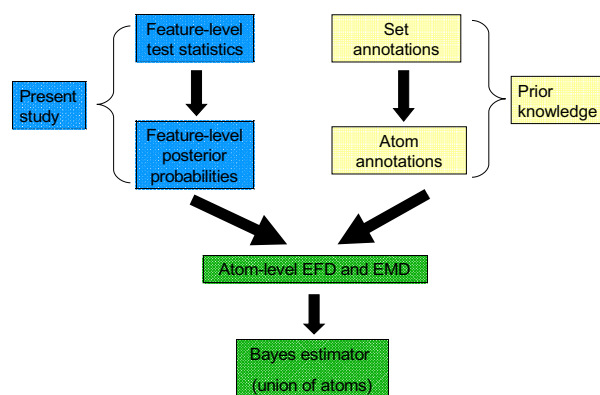 Feature-level
test statistics
Set
annotations
Present
study
Prior
knowledge
Feature-level
posterior
probabilities
Atom
annotations
Atom-level EFD and EMD
Bayes estimator
(union of atoms)